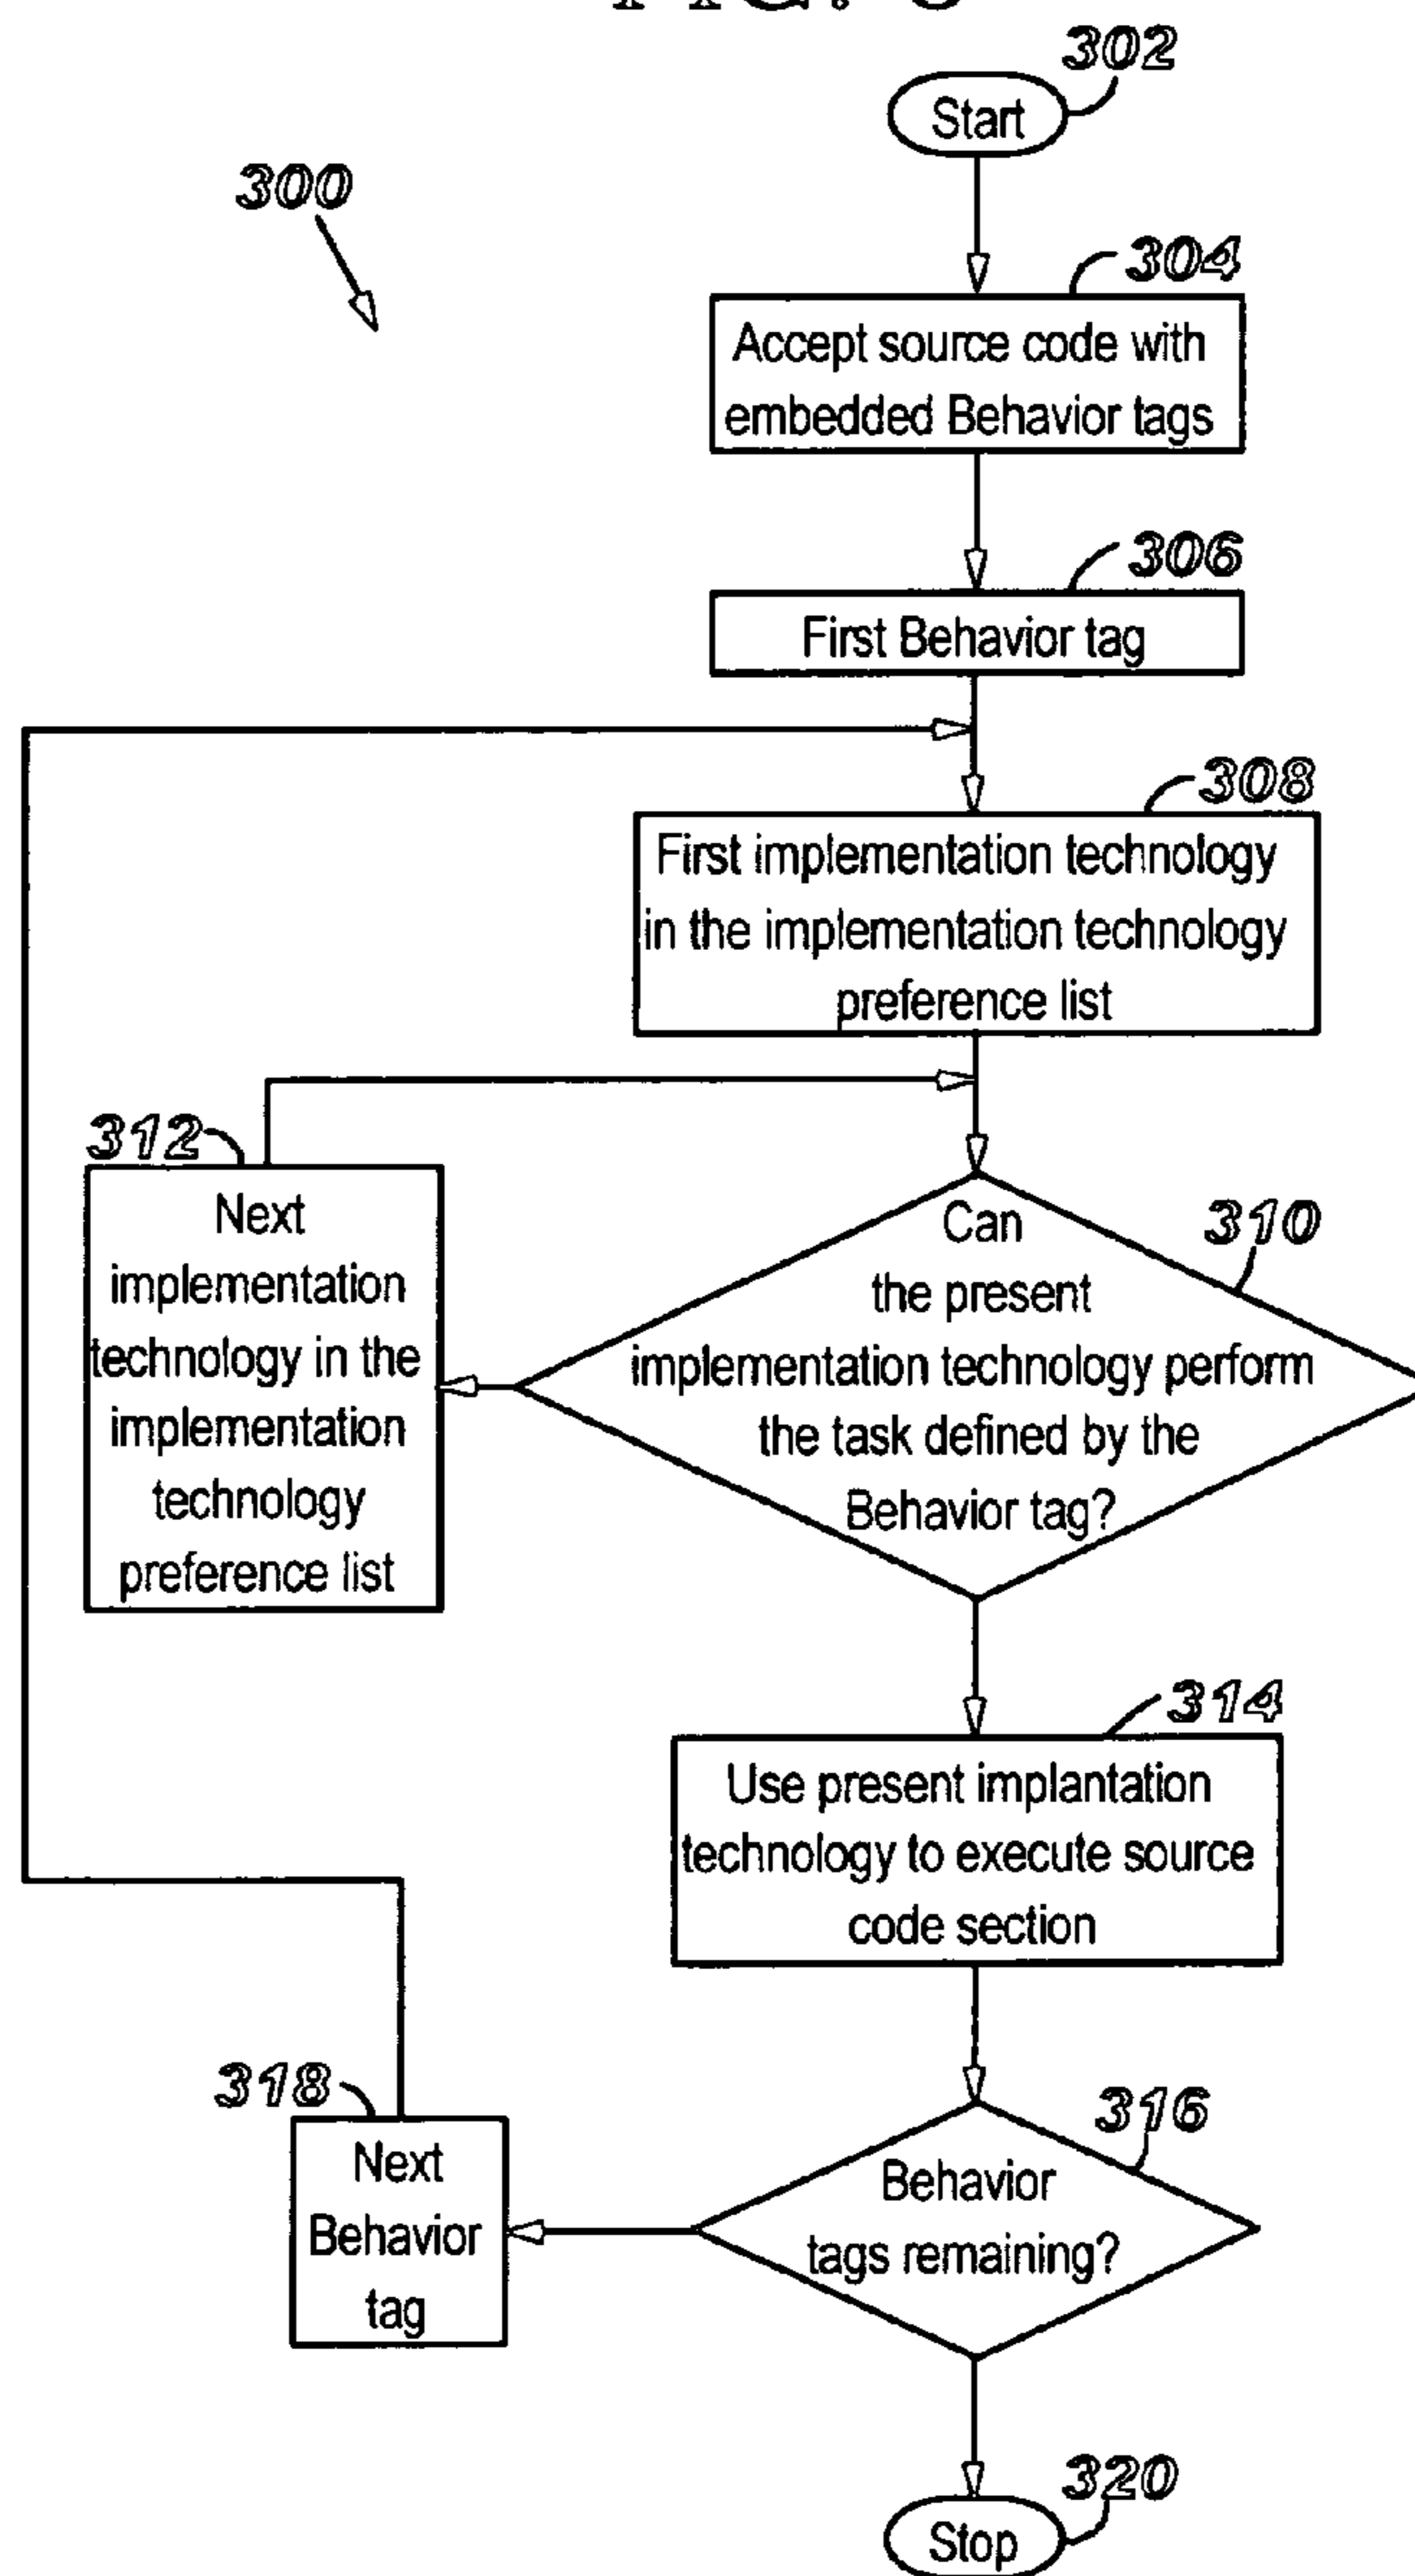 302
Start
300
304
Accept source code with
embedded Behavior tags
306
First Behavior tag
308
First implementation technology
in the implementation technology
preference list
312
Next
implementation
technology in the
implementation
technology
preference list
310
Can
the present
implementation technology perform
the task defined by the
Behavior tag?
314
Use present implantation
technology to execute source
code section
318
Next
Behavior
tag
316
Behavior
tags remaining?
320
Stop